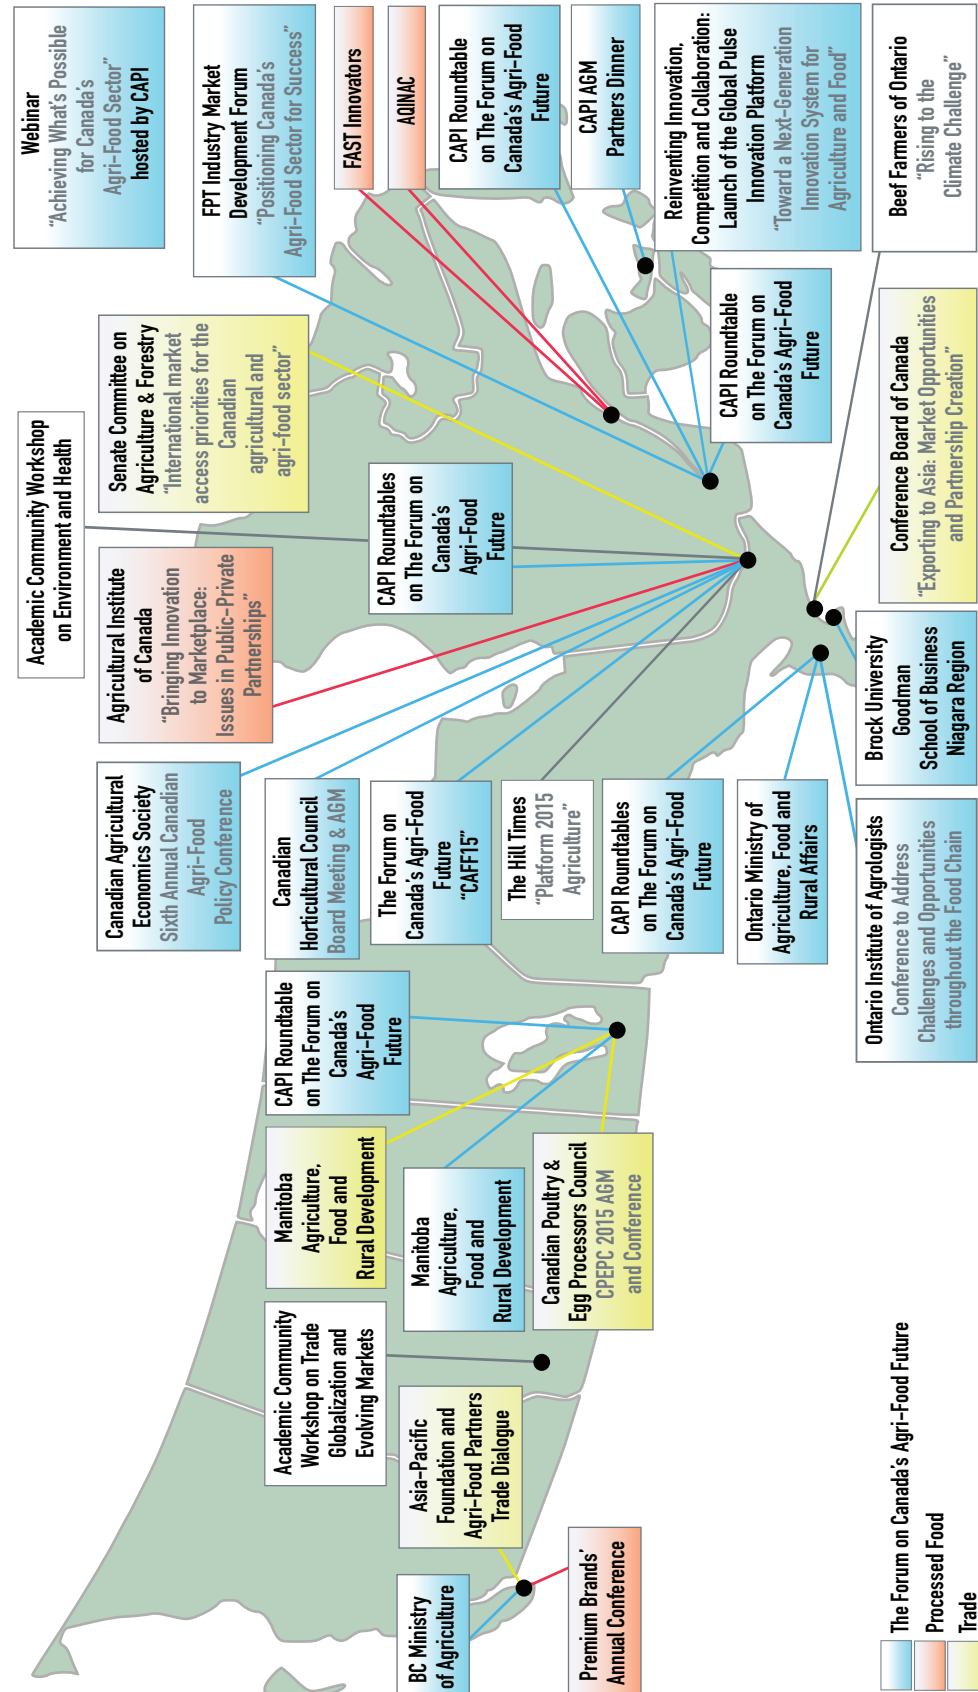 Webinar
“Achieving What’s Possible
for Canada’s
Agri-Food Sector”
hosted by CAPI
FPT Industry Market
Development Forum
“Positioning Canada’s
Agri-Food Sector for Success”
FAST Innovators
AQINAC
CAPI Roundtable
on The Forum on
Canada’s Agri-Food
Future
CAPI AGM
Partners Dinner
Reinventing Innovation,
Competition and Collaboration:
Launch of the Global Pulse
Innovation Platform
“Toward a Next-Generation
Innovation System for
Agriculture and Food”
Beef Farmers of Ontario
“Rising to the
Climate Challenge”
Academic Community Workshop
on Environment and Health
Senate Committee on
Agriculture & Forestry
“International market
access priorities for the
Canadian
agricultural and
agri-food sector”
CAPI Roundtable
on The Forum on
Canada’s Agri-Food
Future
Conference Board of Canada
“Exporting to Asia: Market Opportunities
and Partnership Creation”
Agricultural Institute
of Canada
“Bringing Innovation
to Marketplace:
Issues in Public-Private
Partnerships”
CAPI Roundtables
on The Forum on
Canada’s
Agri-Food
Future
Canadian Agricultural
Economics Society
Sixth Annual Canadian
Agri-Food
Policy Conference
Canadian
Horticultural Council
Board Meeting & AGM
The Forum on
Canada’s Agri-Food
Future
“CAFF15”
The Hill Times
“Platform 2015
Agriculture”
CAPI Roundtables
on The Forum on
Canada’s Agri-Food
Future
Ontario Ministry of
Agriculture, Food and
Rural Affairs
Brock University
Goodman
School of Business
Niagara Region
Ontario Institute of Agrologists
Conference to Address
Challenges and Opportunities
throughout the Food Chain
CAPI Roundtable
on The Forum on
Canada’s
Agri-Food
Future
Manitoba
Agriculture,
Food and
Rural Development
Manitoba
Agriculture,
Food and
Rural Development
Canadian Poultry &
Egg Processors Council
CPEPC 2015 AGM
and Conference
Academic Community
Workshop on Trade
Globalization and
Evolving Markets
Asia-Pacific
Foundation and
Agri-Food Partners
Trade Dialogue
BC Ministry
of Agriculture
Premium Brands’
Annual Conference
The Forum on Canada’s Agri-Food Future
Processed Food
Trade